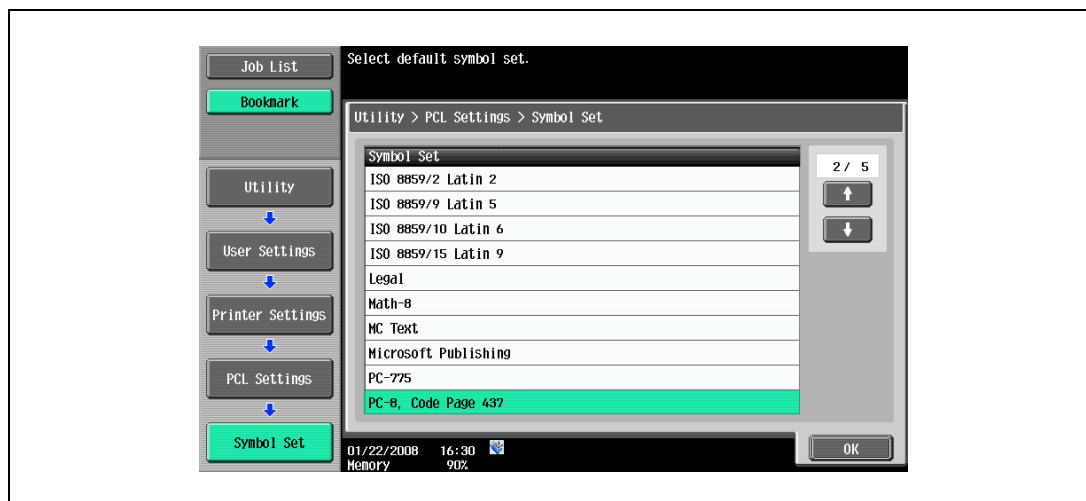 Job List
Bookmark
Utility
User Settings
Printer Settings
PCL Settings
Symbol Set
Select default symbol set.
Utility > PCL Settings > Symbol Set
Symbol Set
ISO 8859/2 Latin 2
ISO 8859/9 Latin 5
ISO 8859/10 Latin 6
ISO 8859/15 Latin 9
Legal
Math-8
MC Text
Microsoft Publishing
PC-775
PC-8, Code Page 437
2/ 5
01/22/2008 16:30
Memory 90%
OK